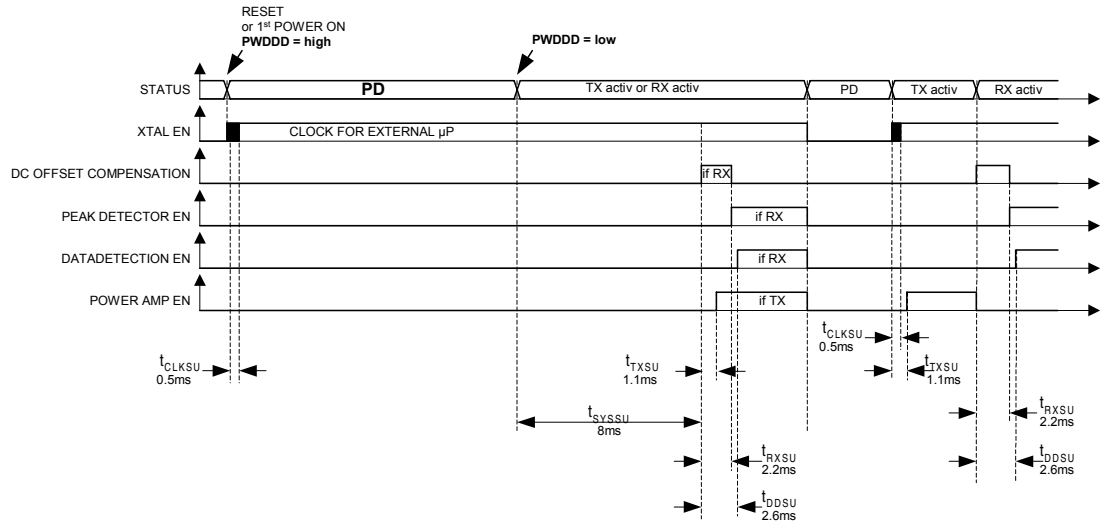 RESET
or 1st POWER ON
PWDDD = high
PWDDD = low
STATUS
PD
TX activ or RX activ
PD
TX activ
RX activ
XTAL EN
CLOCK FOR EXTERNAL µP
DC OFFSET COMPENSATION
if RX
PEAK DETECTOR EN
if RX
DATADETECTION EN
if RX
POWER AMP EN
if TX
tCLKSU
0.5ms
tTXSU
1.1ms
tCLKSU
0.5ms
tTXSU
1.1ms
tSYSSU
8ms
tRXSU
2.2ms
tRXSU
2.2ms
tDDSU
2.6ms
tDDSU
2.6ms